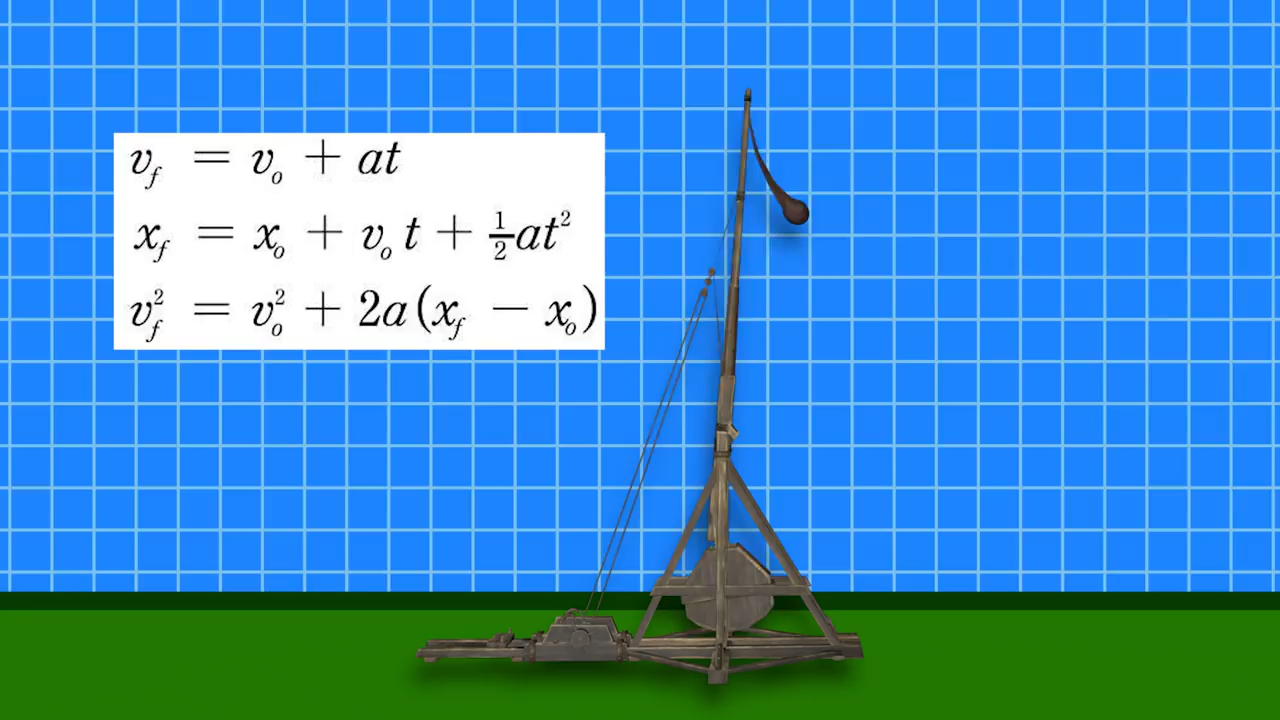 v_f = v_o + at
x_f = x_o + v_o t + ½at²
v_f² = v_o² + 2a(x_f − x_o)